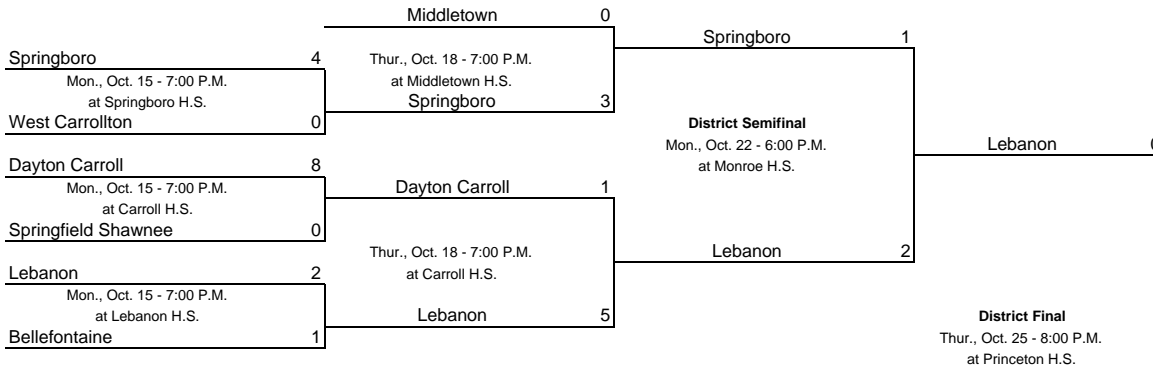 Middletown 0
Springboro 1
Springboro 4
Thur., Oct. 18 - 7:00 P.M.
Mon., Oct. 15 - 7:00 P.M.
at Middletown H.S.
at Springboro H.S.
Springboro 3
West Carrollton 0
District Semifinal
Mon., Oct. 22 - 6:00 P.M.
Lebanon
Dayton Carroll 8
at Monroe H.S.
Mon., Oct. 15 - 7:00 P.M.
Dayton Carroll 1
at Carroll H.S.
Springfield Shawnee 0
Thur., Oct. 18 - 7:00 P.M.
Lebanon 2
Lebanon 2
at Carroll H.S.
Mon., Oct. 15 - 7:00 P.M.
at Lebanon H.S.
Lebanon 5
District Final
Bellefontaine 1
Thur., Oct. 25 - 8:00 P.M.
at Princeton H.S.